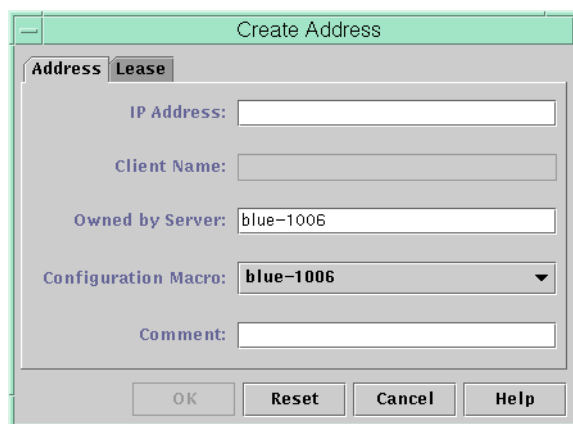 Create Address
Address Lease
IP Address:
Client Name:
Owned by Server: blue-1006
Configuration Macro: blue-1006
Comment:
OK Reset Cancel Help